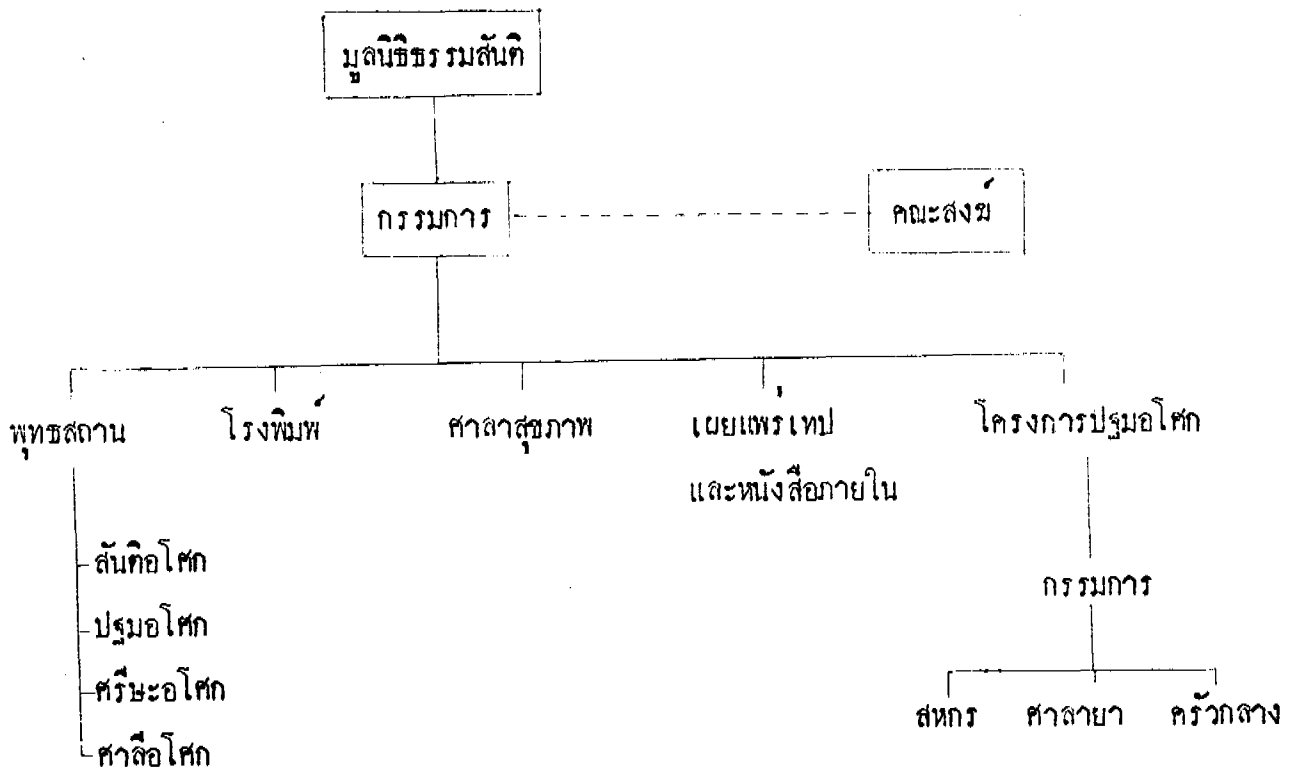 มูลนิธิธรรมสันติ
กรรมการ
คณะสงฆ์
พุทธสถาน
โรงพิมพ์
ศาลาสุขภาพ
เผยแพร่เทป
และหนังสือภายใน
โครงการปฐมอโศก
สันติอโศก
ปฐมอโศก
ศรีษะอโศก
ศาลีอโศก
กรรมการ
สหกร
ศาลายา
ครัวกลาง